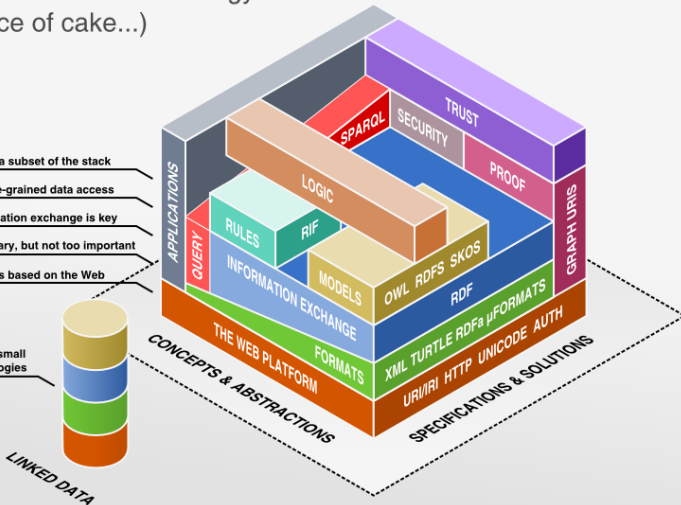 ce of cake...)
a subset of the stack
e-grained data access
ation exchange is key
ary, but not too important
s based on the Web
small
ogies
LINKED DATA
APPLICATIONS
QUERY
SPARQL
SECURITY
TRUST
PROOF
GRAPH URIS
LOGIC
RULES RIF
MODELS OWL RDFS SKOS
INFORMATION EXCHANGE RDF
FORMATS XML TURTLE RDFa µFORMATS
THE WEB PLATFORM URI/IRI HTTP UNICODE AUTH
CONCEPTS & ABSTRACTIONS
SPECIFICATIONS & SOLUTIONS